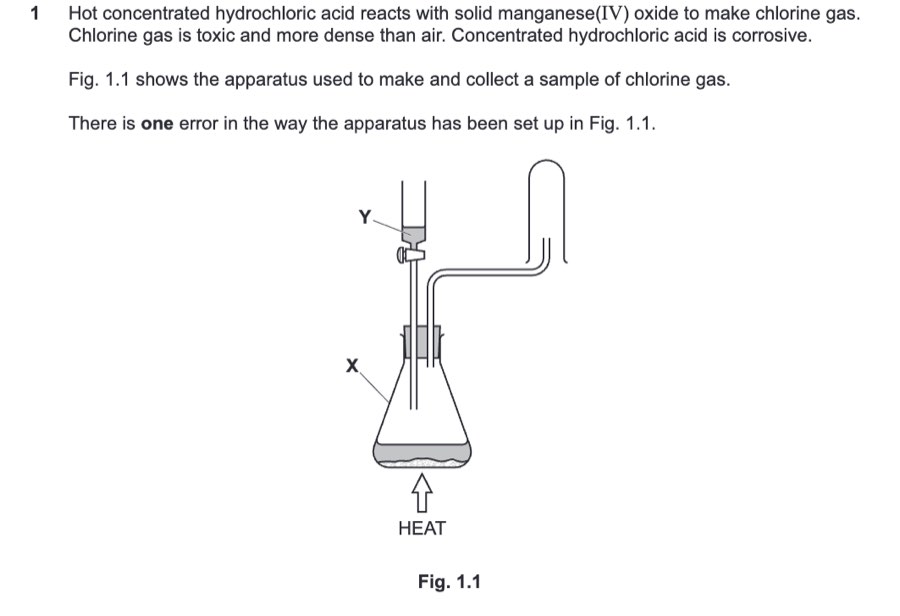 1 Hot concentrated hydrochloric acid reacts with solid manganese(IV) oxide to make chlorine gas.
Chlorine gas is toxic and more dense than air. Concentrated hydrochloric acid is corrosive.
Fig. 1.1 shows the apparatus used to make and collect a sample of chlorine gas.
There is one error in the way the apparatus has been set up in Fig. 1.1.
Y
X
HEAT
Fig. 1.1